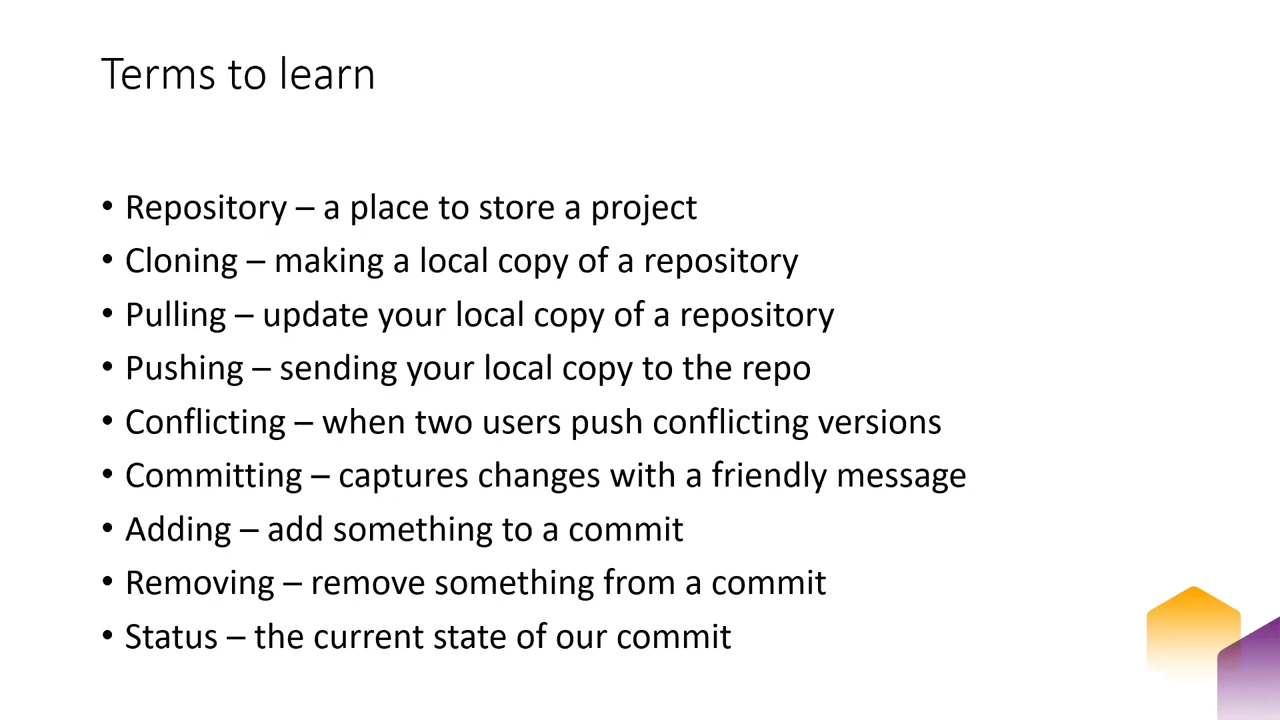 Terms to learn
• Repository – a place to store a project
• Cloning – making a local copy of a repository
• Pulling – update your local copy of a repository
• Pushing – sending your local copy to the repo
• Conflicting – when two users push conflicting versions
• Committing – captures changes with a friendly message
• Adding – add something to a commit
• Removing – remove something from a commit
• Status – the current state of our commit